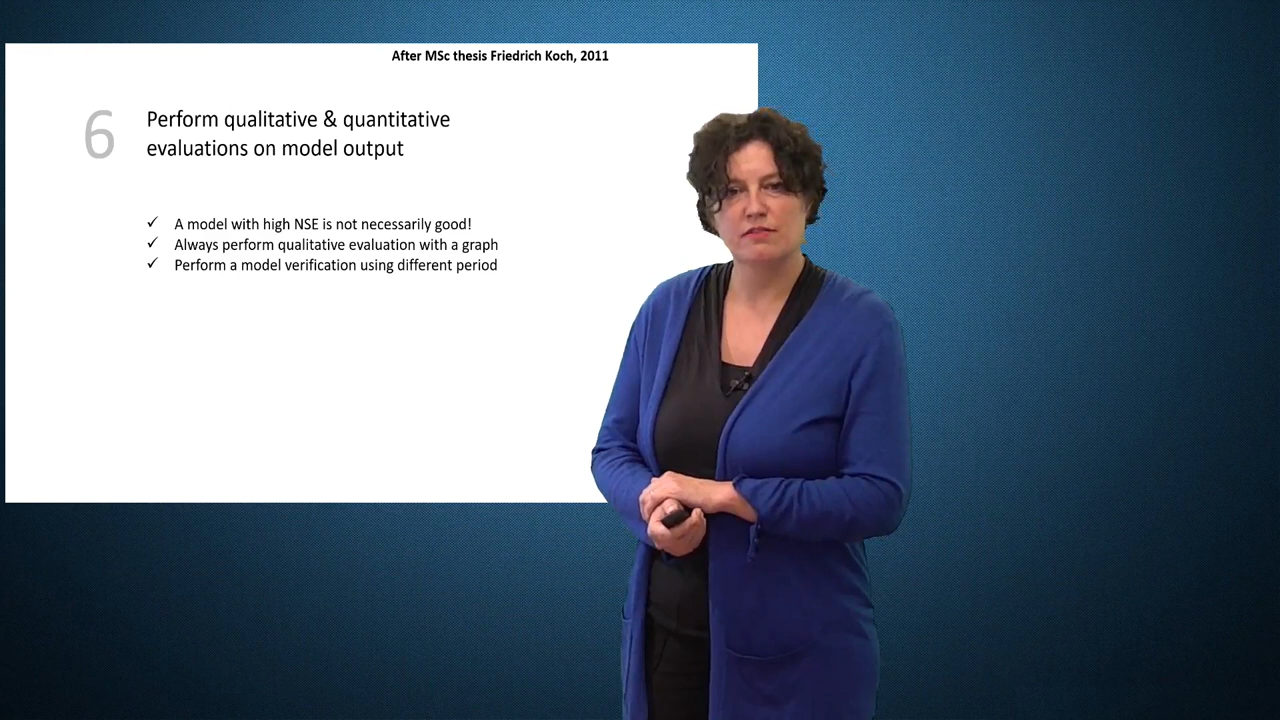 After MSc thesis Friedrich Koch, 2011
6
Perform qualitative & quantitative
evaluations on model output
✓ A model with high NSE is not necessarily good!
✓ Always perform qualitative evaluation with a graph
✓ Perform a model verification using different period